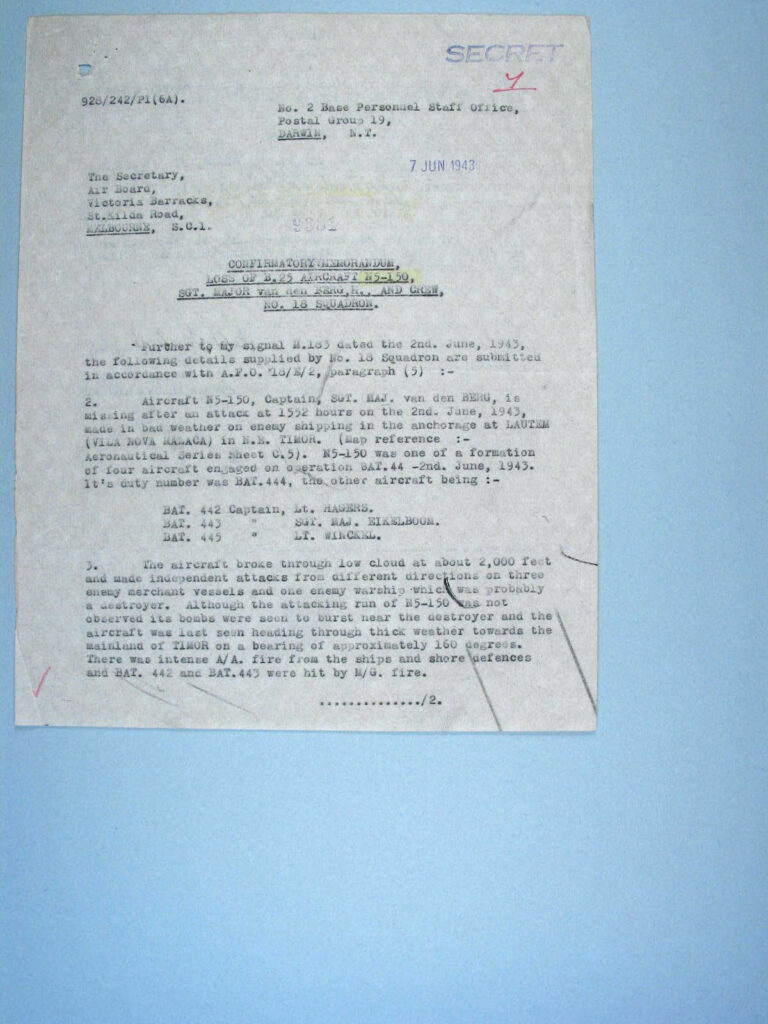 SECRET
928/242/P1(6A).
No. 2 Base Personnel Staff Office,
Postal Group 19,
DARWIN, N.T.
7 JUN 1943
The Secretary,
Air Board,
Victoria Barracks,
St.Kilda Road,
MELBOURNE, S.C.1.
CONFIRMATORY MEMORANDUM,
LOSS OF B.25 AIRCRAFT N5-150,
SGT. MAJOR van den BERG, AND CREW,
NO. 18 SQUADRON.
Further to my signal M.183 dated the 2nd. June, 1943,
the following details supplied by No. 18 Squadron are submitted
in accordance with A.F.O. 18/E/2, paragraph (5) :-
2. Aircraft N5-150, Captain, SGT. MAJ. van den BERG, is
missing after an attack at 1552 hours on the 2nd. June, 1943,
made in bad weather on enemy shipping in the anchorage at LAUTEM
(VILA NOVA MALACA) in N.E. TIMOR. (Map reference :-
Aeronautical Series Sheet C.5). N5-150 was one of a formation
of four aircraft engaged on operation BAT.44 -2nd. June, 1943.
It's duty number was BAT.444, the other aircraft being :-
BAT. 442 Captain, Lt. HAGERS.
BAT. 443 " SGT. MAJ. EIKELBOOM.
BAT. 445 " LT. WINCKEL.
3. The aircraft broke through low cloud at about 2,000 feet
and made independent attacks from different directions on three
enemy merchant vessels and one enemy warship which was probably
a destroyer. Although the attacking run of N5-150 was not
observed its bombs were seen to burst near the destroyer and the
aircraft was last seen heading through thick weather towards the
mainland of TIMOR on a bearing of approximately 160 degrees.
There was intense A/A. fire from the ships and shore defences
and BAT. 442 and BAT.443 were hit by M/G. fire.
............../2.